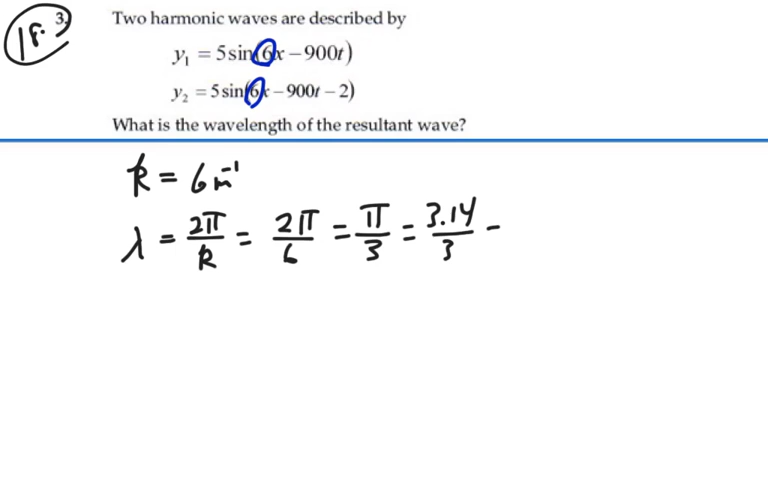 18. 3.
Two harmonic waves are described by
y₁ = 5sin(6x − 900t)
y₂ = 5sin(6x − 900t − 2)
What is the wavelength of the resultant wave?
k = 6 m⁻¹
λ = 2π/k = 2π/6 = π/3 = 3.14/3 −